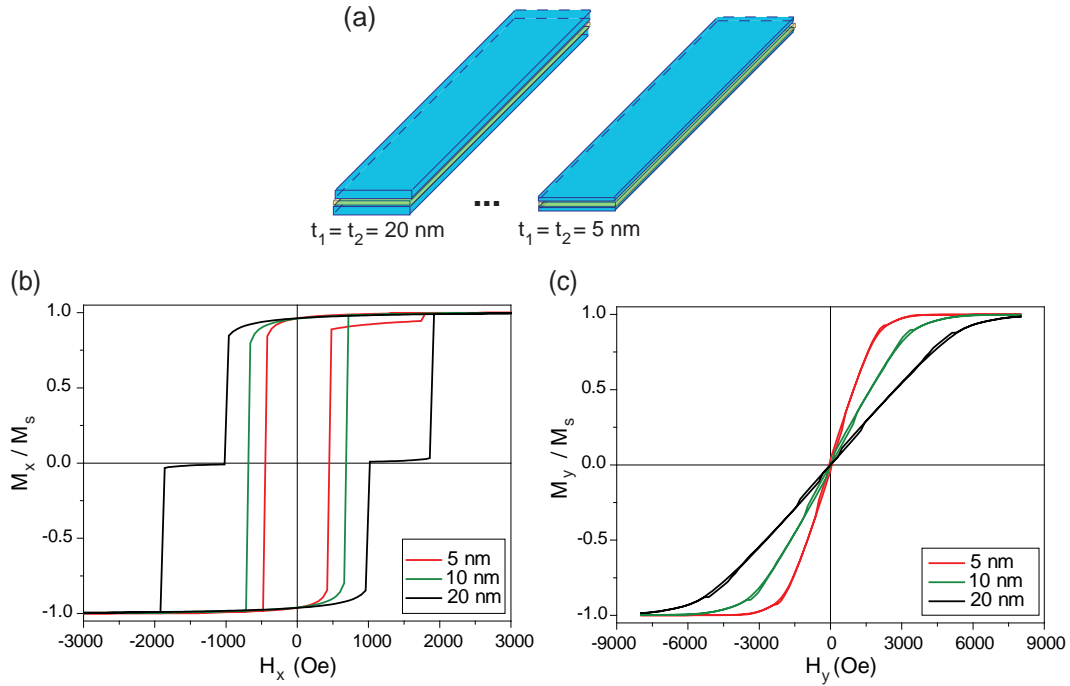 (a)
t₁ = t₂ = 20 nm
...
t₁ = t₂ = 5 nm
(b)
1.0
0.5
0.0
-0.5
-1.0
Mₓ / Mₛ
-3000 -2000 -1000 0 1000 2000 3000
Hₓ (Oe)
5 nm
10 nm
20 nm
(c)
1.0
0.5
0.0
-0.5
-1.0
M_y / Mₛ
-9000 -6000 -3000 0 3000 6000 9000
H_y (Oe)
5 nm
10 nm
20 nm